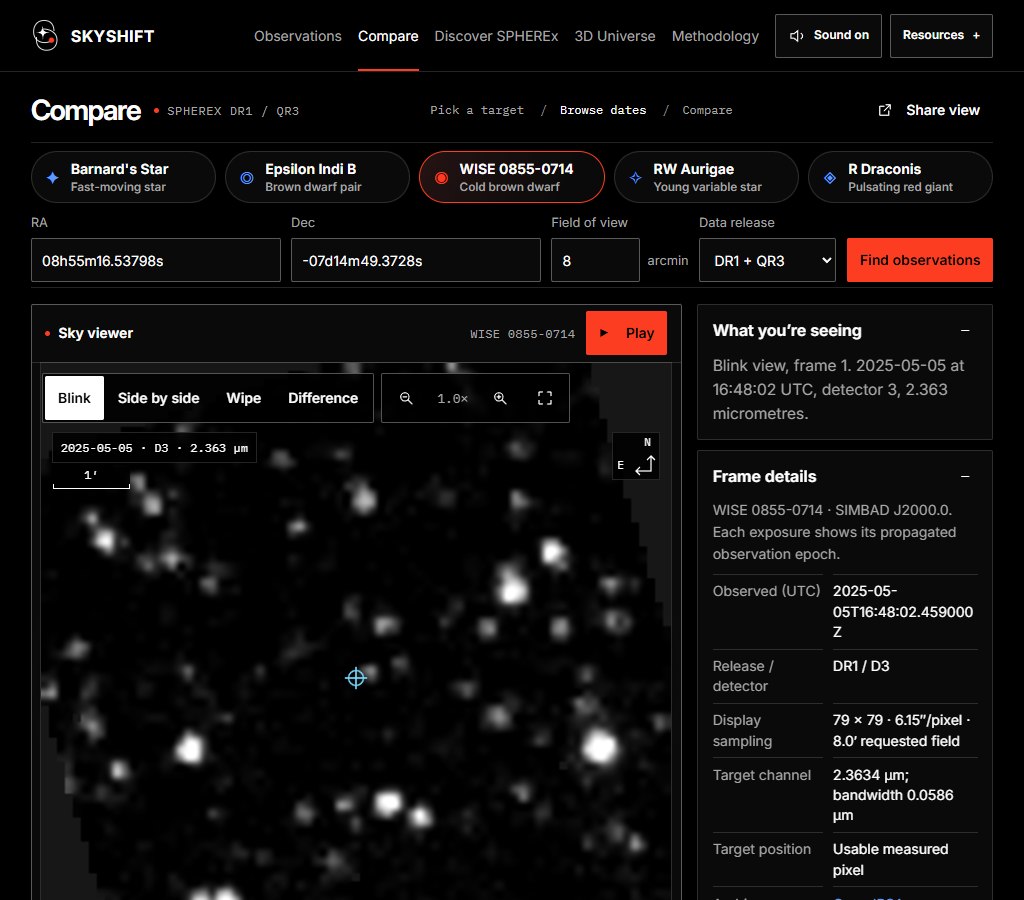 SKYSHIFT
Observations
Compare
Discover SPHEREx
3D Universe
Methodology
Sound on
Resources +
Compare
SPHEREX DR1 / QR3
Pick a target / Browse dates / Compare
Share view
Barnard's Star
Fast-moving star
Epsilon Indi B
Brown dwarf pair
WISE 0855-0714
Cold brown dwarf
RW Aurigae
Young variable star
R Draconis
Pulsating red giant
RA
08h55m16.53798s
Dec
-07d14m49.3728s
Field of view
8
arcmin
Data release
DR1 + QR3
Find observations
Sky viewer
WISE 0855-0714
Play
Blink
Side by side
Wipe
Difference
1.0×
2025-05-05 · D3 · 2.363 µm
1′
N
E
What you’re seeing
Blink view, frame 1. 2025-05-05 at
16:48:02 UTC, detector 3, 2.363
micrometres.
Frame details
WISE 0855-0714 · SIMBAD J2000.0.
Each exposure shows its propagated
observation epoch.
Observed (UTC)
2025-05-
05T16:48:02.459000
Z
Release /
detector
DR1 / D3
Display
sampling
79 × 79 · 6.15″/pixel ·
8.0′ requested field
Target channel
2.3634 µm;
bandwidth 0.0586
µm
Target position
Usable measured
pixel